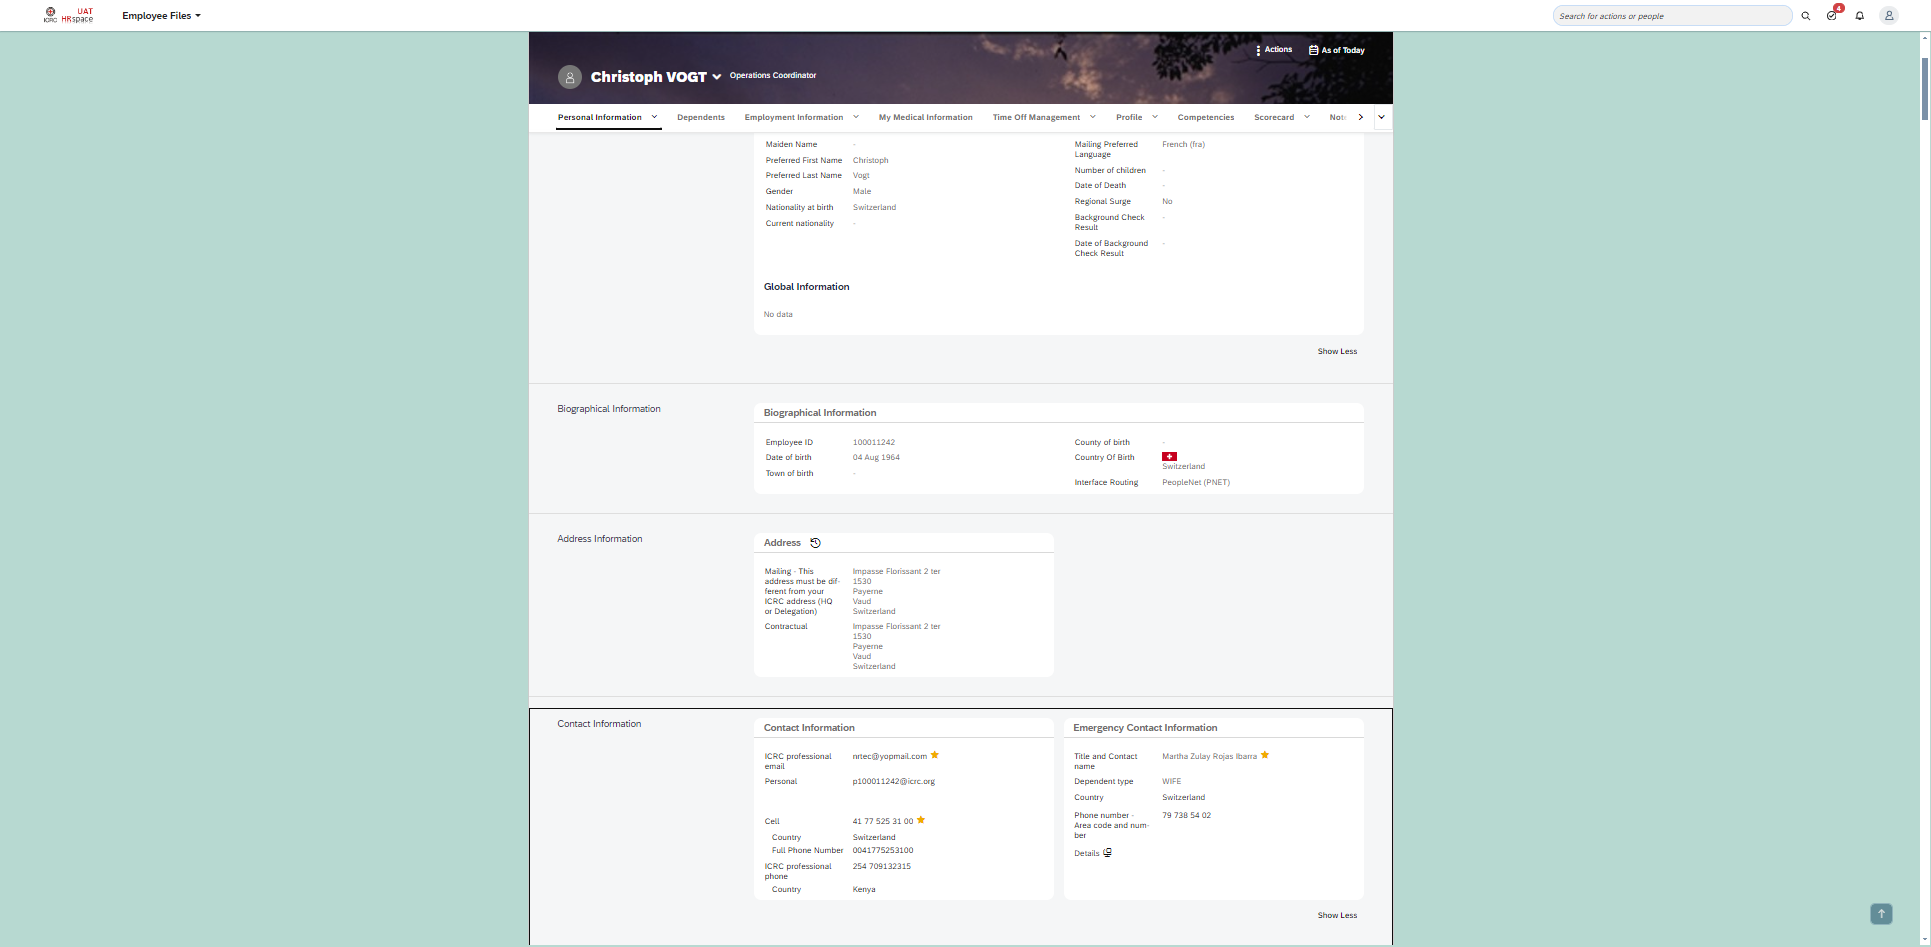 ICRC UAT HRspace
Employee Files
Search for actions or people
4
Actions
As of Today
Christoph VOGT
Operations Coordinator
Personal Information
Dependents
Employment Information
My Medical Information
Time Off Management
Profile
Competencies
Scorecard
Not
Maiden Name -
Preferred First Name Christoph
Preferred Last Name Vogt
Gender Male
Nationality at birth Switzerland
Current nationality -
Mailing Preferred French (fra)
Language
Number of children -
Date of Death -
Regional Surge No
Background Check -
Result
Date of Background -
Check Result
Global Information
No data
Show Less
Biographical Information
Biographical Information
Employee ID 100011242
Date of birth 04 Aug 1964
Town of birth -
County of birth -
Country Of Birth
Switzerland
Interface Routing PeopleNet (PNET)
Address Information
Address
Mailing - This Impasse Florissant 2 ter
address must be dif- 1530
ferent from your Payerne
ICRC address (HQ Vaud
or Delegation) Switzerland
Contractual Impasse Florissant 2 ter
1530
Payerne
Vaud
Switzerland
Contact Information
Contact Information
ICRC professional nrtec@yopmail.com
email
Personal p100011242@icrc.org
Cell 41 77 525 31 00
Country Switzerland
Full Phone Number 0041775253100
ICRC professional 254 709132315
phone
Country Kenya
Emergency Contact Information
Title and Contact Martha Zulay Rojas Ibarra
name
Dependent type WIFE
Country Switzerland
Phone number - 79 738 54 02
Area code and num-
ber
Details
Show Less